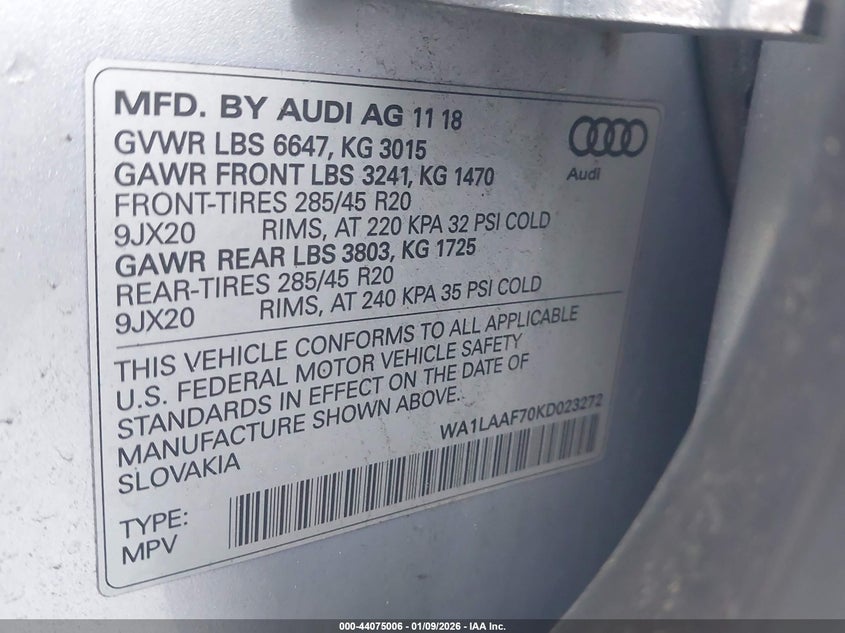 MFD. BY AUDI AG 11 18
GVWR LBS 6647, KG 3015
GAWR FRONT LBS 3241, KG 1470
FRONT-TIRES 285/45 R20
9JX20 RIMS, AT 220 KPA 32 PSI COLD
GAWR REAR LBS 3803, KG 1725
REAR-TIRES 285/45 R20
9JX20 RIMS, AT 240 KPA 35 PSI COLD
Audi
THIS VEHICLE CONFORMS TO ALL APPLICABLE
U.S. FEDERAL MOTOR VEHICLE SAFETY
STANDARDS IN EFFECT ON THE DATE OF
MANUFACTURE SHOWN ABOVE.
SLOVAKIA
WA1LAAF70KD023272
TYPE:
MPV
000-44075006 - 01/09/2026 - IAA Inc.